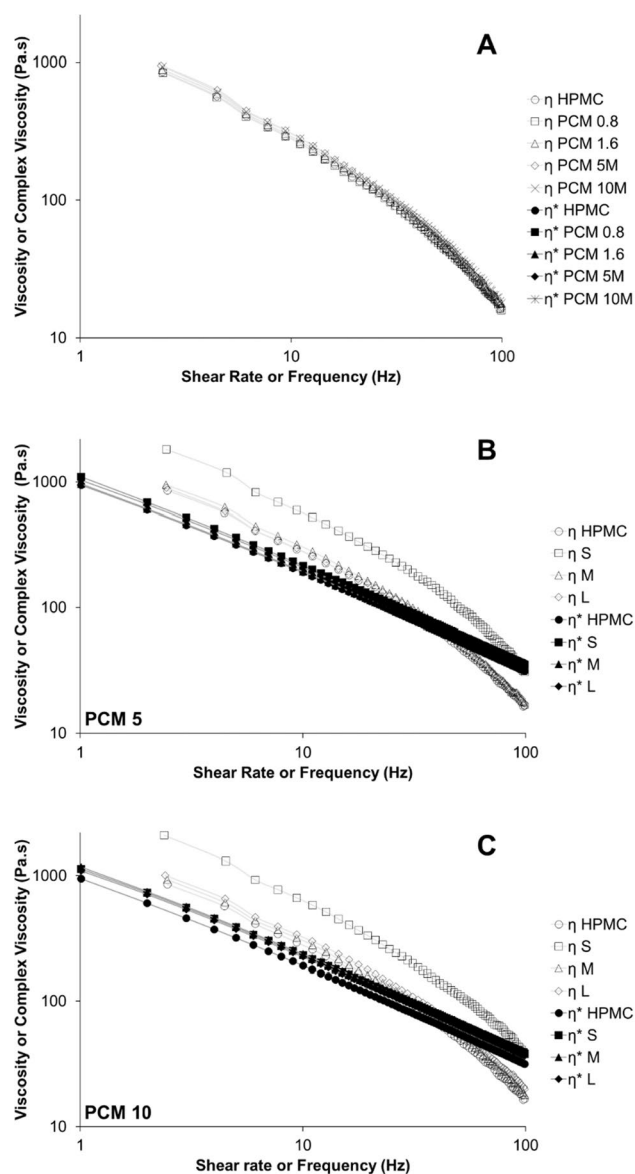 A
1000
100
10
1
10
100
Viscosity or Complex Viscosity (Pa.s)
Shear Rate or Frequency (Hz)
η HPMC
η PCM 0.8
η PCM 1.6
η PCM 5M
η PCM 10M
η* HPMC
η* PCM 0.8
η* PCM 1.6
η* PCM 5M
η* PCM 10M
B
1000
100
10
1
10
100
Viscosity or Complex Viscosity (Pa.s)
PCM 5
Shear Rate or Frequency (Hz)
η HPMC
η S
η M
η L
η* HPMC
η* S
η* M
η* L
C
1000
100
10
1
10
100
Viscosity or Complex Viscosity (Pa.s)
PCM 10
Shear rate or Frequency (Hz)
η HPMC
η S
η M
η L
η* HPMC
η* S
η* M
η* L